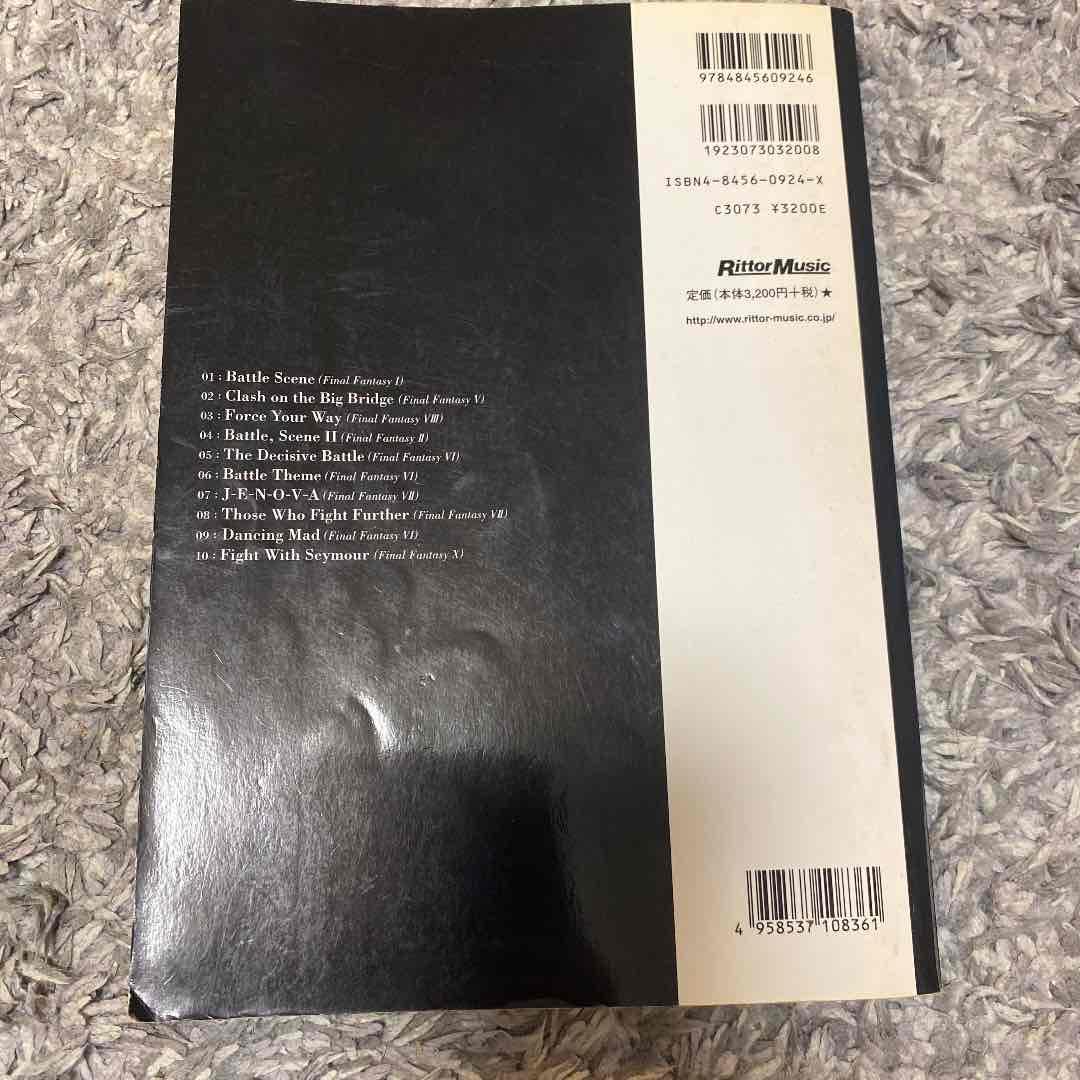 9784845609246
1923073032008
ISBN4-8456-0924-X
C3073 ¥3200E
RittorMusic
定価(本体3,200円+税)★
http://www.rittor-music.co.jp/
01 : Battle Scene (Final Fantasy I)
02 : Clash on the Big Bridge (Final Fantasy V)
03 : Force Your Way (Final Fantasy VIII)
04 : Battle, Scene II (Final Fantasy II)
05 : The Decisive Battle (Final Fantasy VI)
06 : Battle Theme (Final Fantasy VI)
07 : J-E-N-O-V-A (Final Fantasy VII)
08 : Those Who Fight Further (Final Fantasy VII)
09 : Dancing Mad (Final Fantasy VI)
10 : Fight With Seymour (Final Fantasy X)
4 958537 108361